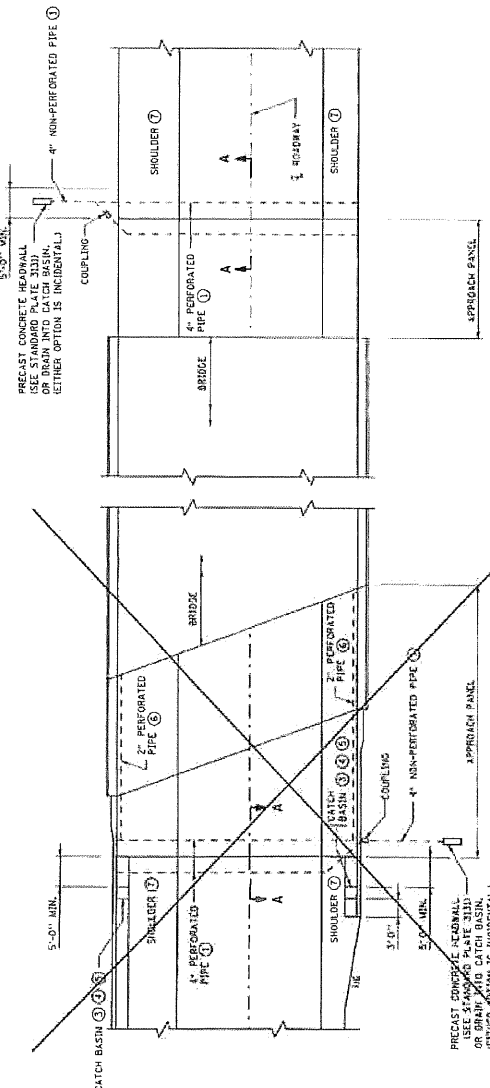 5'-0" MIN.
PRECAST CONCRETE HEADWALL
(SEE STANDARD PLATE 3131)
OR DRAIN INTO CATCH BASIN.
(EITHER OPTION IS INCIDENTAL.)
4" NON-PERFORATED PIPE ①
COUPLING
SHOULDER ⑦
4" PERFORATED
PIPE ①
A
A
℄ ROADWAY
SHOULDER ⑦
BRIDGE
APPROACH PANEL
BRIDGE
2" PERFORATED
PIPE ⑥
2" PERFORATED
PIPE ⑥
CATCH BASIN ③ ④ ⑤
5'-0" MIN.
SHOULDER ⑦
4" PERFORATED
PIPE ①
A
A
SHOULDER ⑦
CATCH
BASIN ③ ④ ⑤
COUPLING
4" NON-PERFORATED PIPE
APPROACH PANEL
3'-0"
5'-0" MIN.
PRECAST CONCRETE HEADWALL
(SEE STANDARD PLATE 3131)
OR DRAIN INTO CATCH BASIN.